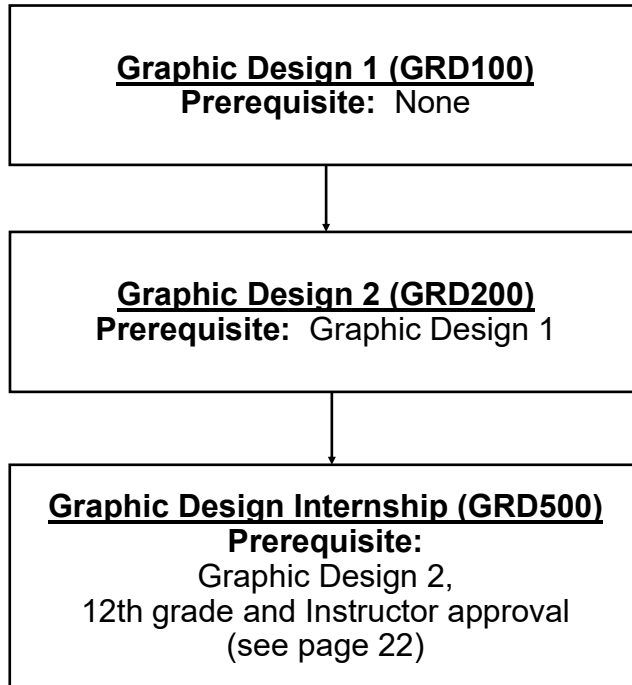 Graphic Design 1 (GRD100)
Prerequisite: None
Graphic Design 2 (GRD200)
Prerequisite: Graphic Design 1
Graphic Design Internship (GRD500)
Prerequisite:
Graphic Design 2,
12th grade and Instructor approval
(see page 22)